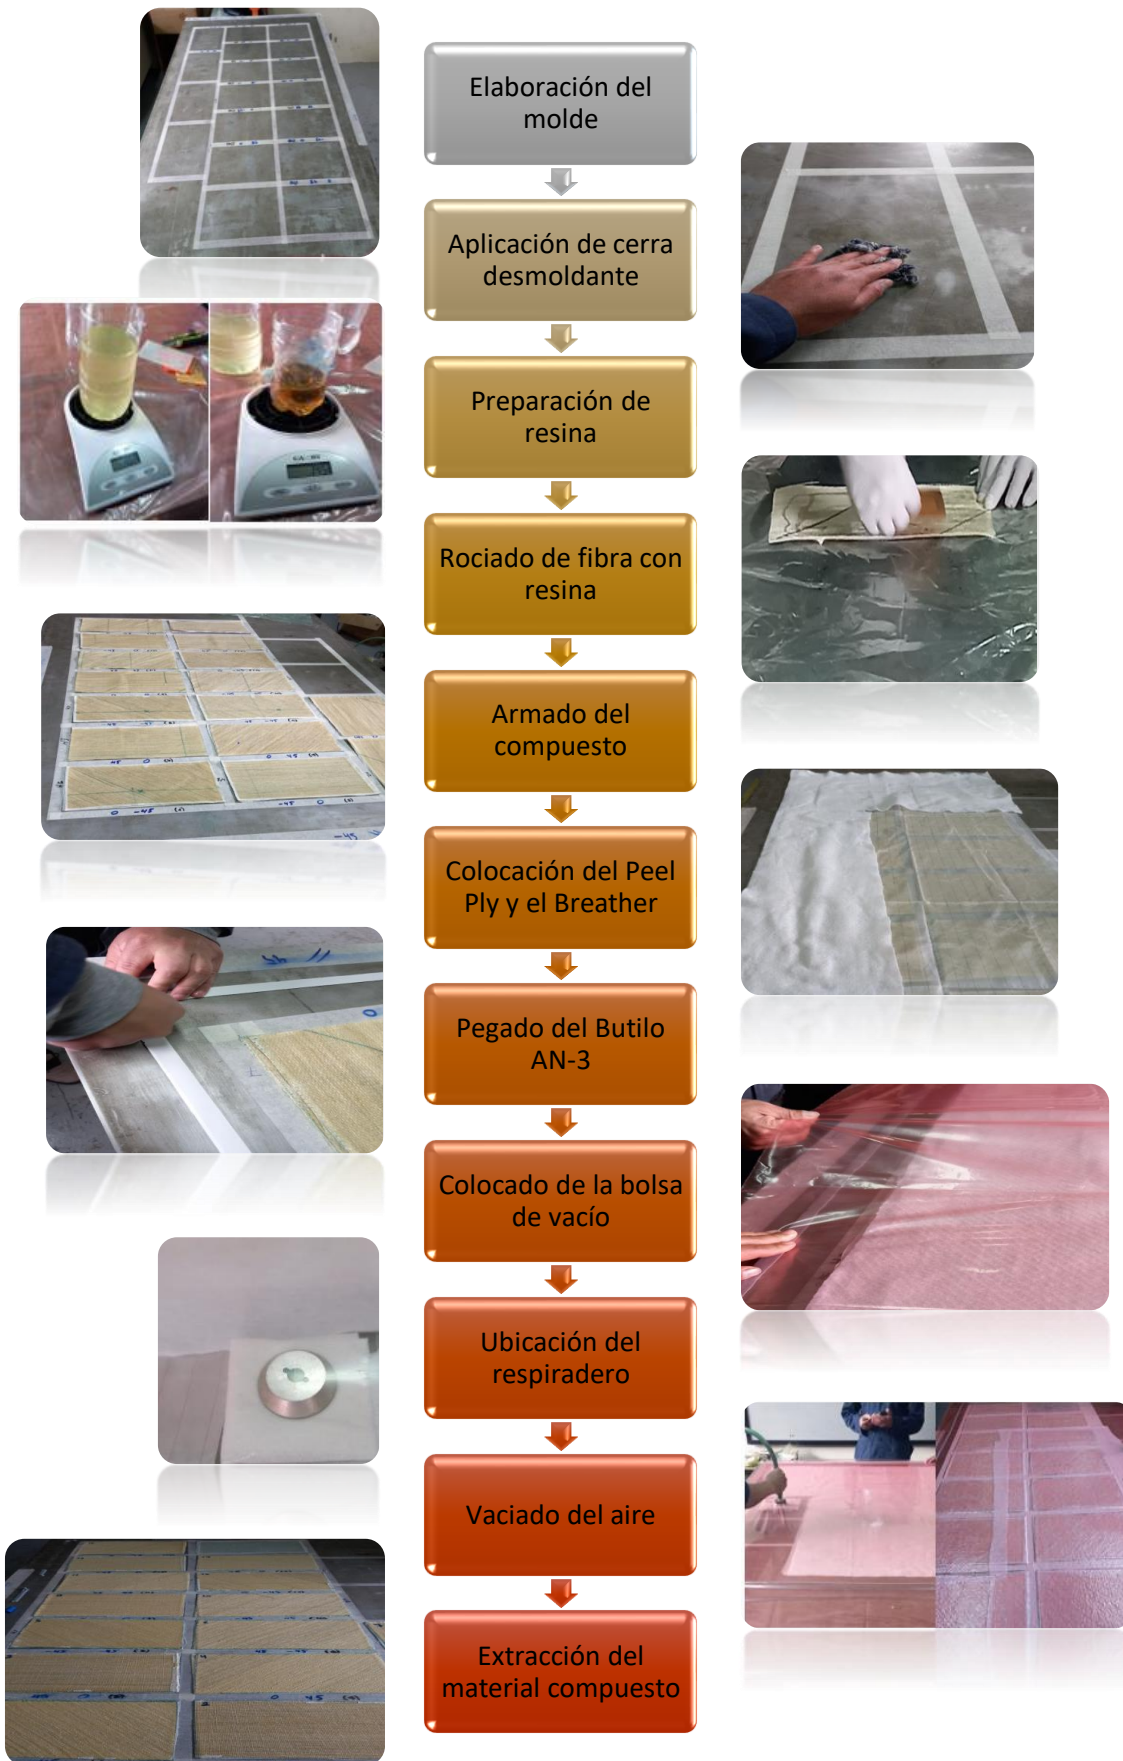 Elaboración del
molde
Aplicación de cerra
desmoldante
Preparación de
resina
Rociado de fibra con
resina
Armado del
compuesto
Colocación del Peel
Ply y el Breather
Pegado del Butilo
AN-3
Colocado de la bolsa
de vacío
Ubicación del
respiradero
Vaciado del aire
Extracción del
material compuesto